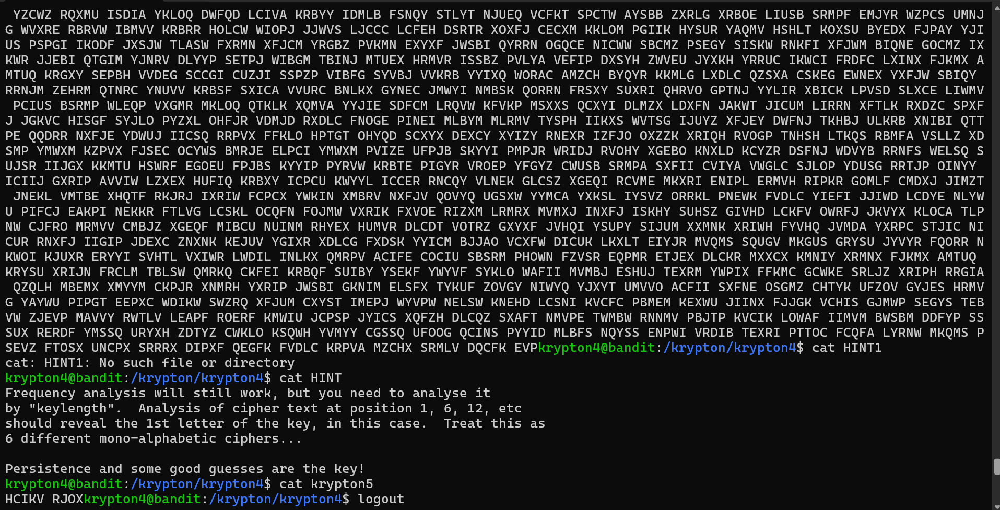 YZCWZ RQXMU ISDIA YKLOQ DWFQD LCIVA KRBYY IDMLB FSNQY STLYT NJUEQ VCFKT SPCTW AYSBB ZXRLG XRBOE LIUSB SRMPF EMJYR WZPCS UMNJ
G WVXRE RBRVW IBMVV KRBRR HOLCW WIOPJ JJWVS LJCCC LCFEH DSRTR XOXFJ CECXM KKLOM PGIIK HYSUR YAQMV HSHLT KOXSU BYEDX FJPAY YJI
US PSPGI IKODF JXSJW TLASW FXRMN XFJCM YRGBZ PVKMN EXYXF JWSBI QYRRN OGQCE NICWW SBCMZ PSEGY SISKW RNKFI XFJWM BIQNE GOCMZ IX
KWR JJEBI QTGIM YJNRV DLYYP SETPJ WIBGM TBINJ MTUEX HRMVR ISSBZ PVLYA VEFIP DXSYH ZWVEU JYXKH YRRUC IKWCI FRDFC LXINX FJKMX A
MTUQ KRGXY SEPBH VVDEG SCCGI CUZJI SSPZP VIBFG SYVBJ VVKRB YYIXQ WORAC AMZCH BYQYR KKMLG LXDLC QZSXA CSKEG EWNEX YXFJW SBIQY
RRNJM ZEHRM QTNRC YNUVV KRBSF SXICA VVURC BNLKX GYNEC JMWYI NMBSK QORRN FRSXY SUXRI QHRVO GPTNJ YYLIR XBICK LPVSD SLXCE LIWMV
PCIUS BSRMP WLEQP VXGMR MKLOQ QTKLK XQMVA YYJIE SDFCM LRQVW KFVKP MSXXS QCXYI DLMZX LDXFN JAKWT JICUM LIRRN XFTLK RXDZC SPXF
J JGKVC HISGF SYJLO PYZXL OHFJR VDMJD RXDLC FNOGE PINEI MLBYM MLRMV TYSPH IIKXS WVTSG IJUYZ XFJEY DWFNJ TKHBJ ULKRB XNIBI QTT
PE QQDRR NXFJE YDWUJ IICSQ RRPVX FFKLO HPTGT OHYQD SCXYX DEXCY XYIZY RNEXR IZFJO OXZZK XRIQH RVOGP TNHSH LTKQS RBMFA VSLLZ XD
SMP YMWXM KZPVX FJSEC OCYWS BMRJE ELPCI YMWXM PVIZE UFPJB SKYYI PMPJR WRIDJ RVOHY XGEBO KNXLD KCYZR DSFNJ WDVYB RRNFS WELSQ S
UJSR IIJGX KKMTU HSWRF EGOEU FPJBS KYYIP PYRVW KRBTE PIGYR VROEP YFGYZ CWUSB SRMPA SXFII CVIYA VWGLC SJLOP YDUSG RRTJP OINYY
ICIIJ GXRIP AVVIW LZXEX HUFIQ KRBXY ICPCU KWYYL ICCER RNCQY VLNEK GLCSZ XGEQI RCVME MKXRI ENIPL ERMVH RIPKR GOMLF CMDXJ JIMZT
JNEKL VMTBE XHQTF RKJRJ IXRIW FCPCX YWKIN XMBRV NXFJV QOVYQ UGSXW YYMCA YXKSL IYSVZ ORRKL PNEWK FVDLC YIEFI JJIWD LCDYE NLYW
U PIFCJ EAKPI NEKKR FTLVG LCSKL OCQFN FOJMW VXRIK FXVOE RIZXM LRMRX MVMXJ INXFJ ISKHY SUHSZ GIVHD LCKFV OWRFJ JKVYX KLOCA TLP
NW CJFRO MRMVV CMBJZ XGEQF MIBCU NUINM RHYEX HUMVR DLCDT VOTRZ GXYXF JVHQI YSUPY SIJUM XXMNK XRIWH FYVHQ JVMDA YXRPC STJIC NI
CUR RNXFJ IIGIP JDEXC ZNXNK KEJUV YGIXR XDLCG FXDSK YYICM BJJAO VCXFW DICUK LKXLT EIYJR MVQMS SQUGV MKGUS GRYSU JYVYR FQORR N
KWOI KJUXR ERYYI SVHTL VXIWR LWDIL INLKX QMRPV ACIFE COCIU SBSRM PHOWN FZVSR EQPMR ETJEX DLCKR MXXCX KMNIY XRMNX FJKMX AMTUQ
KRYSU XRIJN FRCLM TBLSW QMRKQ CKFEI KRBQF SUIBY YSEKF YWYVF SYKLO WAFII MVMBJ ESHUJ TEXRM YWPIX FFKMC GCWKE SRLJZ XRIPH RRGIA
QZQLH MBEMX XMYYM CKPJR XNMRH YXRIP JWSBI GKNIM ELSFX TYKUF ZOVGY NIWYQ YJXYT UMVVO ACFII SXFNE OSGMZ CHTYK UFZOV GYJES HRMV
G YAYWU PIPGT EEPXC WDIKW SWZRQ XFJUM CXYST IMEPJ WYVPW NELSW KNEHD LCSNI KVCFC PBMEM KEXWU JIINX FJJGK VCHIS GJMWP SEGYS TEB
VW ZJEVP MAVVY RWTLV LEAPF ROERF KMWIU JCPSP JYICS XQFZH DLCQZ SXAFT NMVPE TWMBW RNNMV PBJTP KVCIK LOWAF IIMVM BWSBM DDFYP SS
SUX RERDF YMSSQ URYXH ZDTYZ CWKLO KSQWH YVMYY CGSSQ UFOOG QCINS PYYID MLBFS NQYSS ENPWI VRDIB TEXRI PTTOC FCQFA LYRNW MKQMS P
SEVZ FTOSX UNCPX SRRRX DIPXF QEGFK FVDLC KRPVA MZCHX SRMLV DQCFK EVPkrypton4@bandit:/krypton/krypton4$ cat HINT1
cat: HINT1: No such file or directory
krypton4@bandit:/krypton/krypton4$ cat HINT
Frequency analysis will still work, but you need to analyse it
by "keylength".  Analysis of cipher text at position 1, 6, 12, etc
should reveal the 1st letter of the key, in this case.  Treat this as
6 different mono-alphabetic ciphers...

Persistence and some good guesses are the key!
krypton4@bandit:/krypton/krypton4$ cat krypton5
HCIKV RJOXkrypton4@bandit:/krypton/krypton4$ logout